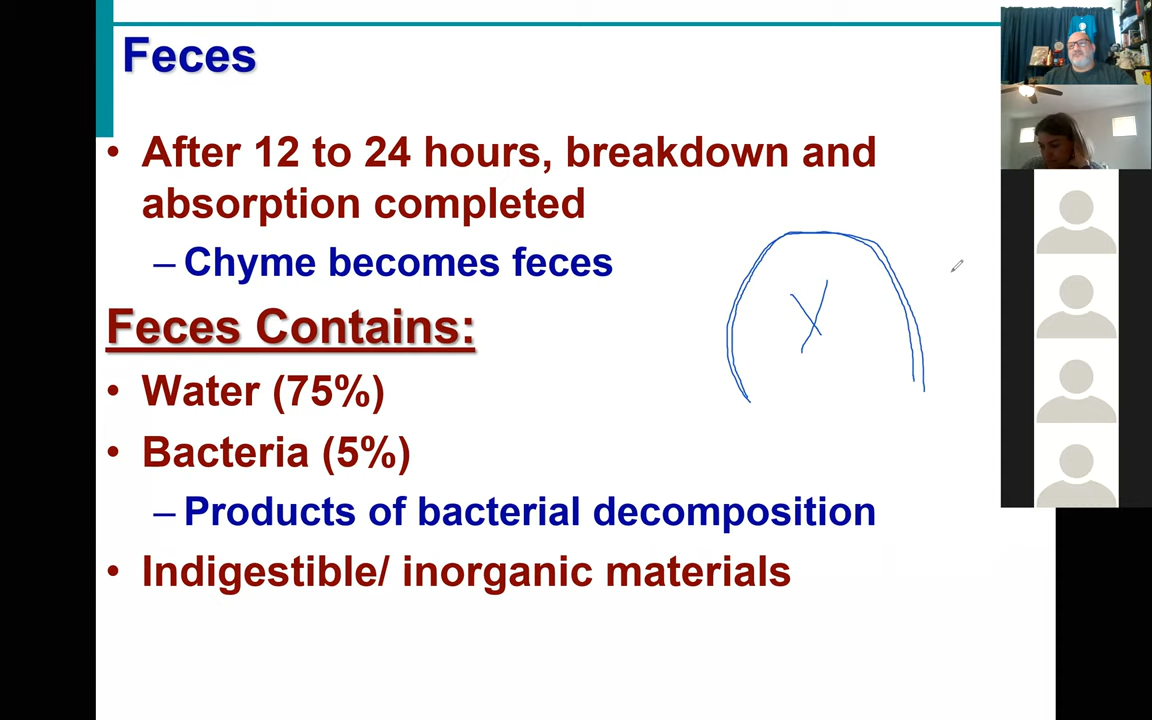 Feces
• After 12 to 24 hours, breakdown and
absorption completed
– Chyme becomes feces
Feces Contains:
• Water (75%)
• Bacteria (5%)
– Products of bacterial decomposition
• Indigestible/ inorganic materials
X